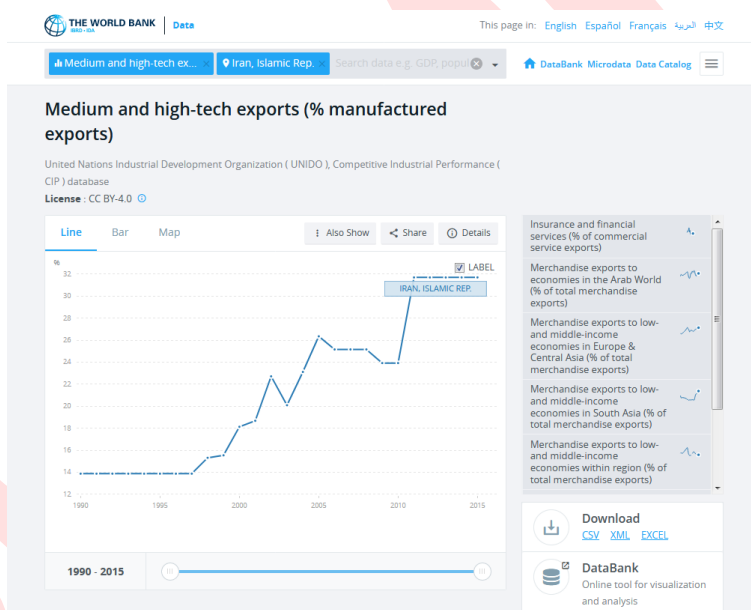 THE WORLD BANK
IBRD • IDA
Data
This page in: English Español Français العربية 中文
Medium and high-tech ex... ×
Iran, Islamic Rep. ×
Search data e.g. GDP, popul
DataBank Microdata Data Catalog
Medium and high-tech exports (% manufactured
exports)
United Nations Industrial Development Organization ( UNIDO ), Competitive Industrial Performance (
CIP ) database
License : CC BY-4.0
Line Bar Map
Also Show Share Details
%
LABEL
IRAN, ISLAMIC REP.
32
30
28
26
24
22
20
18
16
14
12
1990 1995 2000 2005 2010 2015
1990 - 2015
Insurance and financial
services (% of commercial
service exports)
Merchandise exports to
economies in the Arab World
(% of total merchandise
exports)
Merchandise exports to low-
and middle-income
economies in Europe &
Central Asia (% of total
merchandise exports)
Merchandise exports to low-
and middle-income
economies in South Asia (% of
total merchandise exports)
Merchandise exports to low-
and middle-income
economies within region (% of
total merchandise exports)
Download
CSV XML EXCEL
DataBank
Online tool for visualization
and analysis